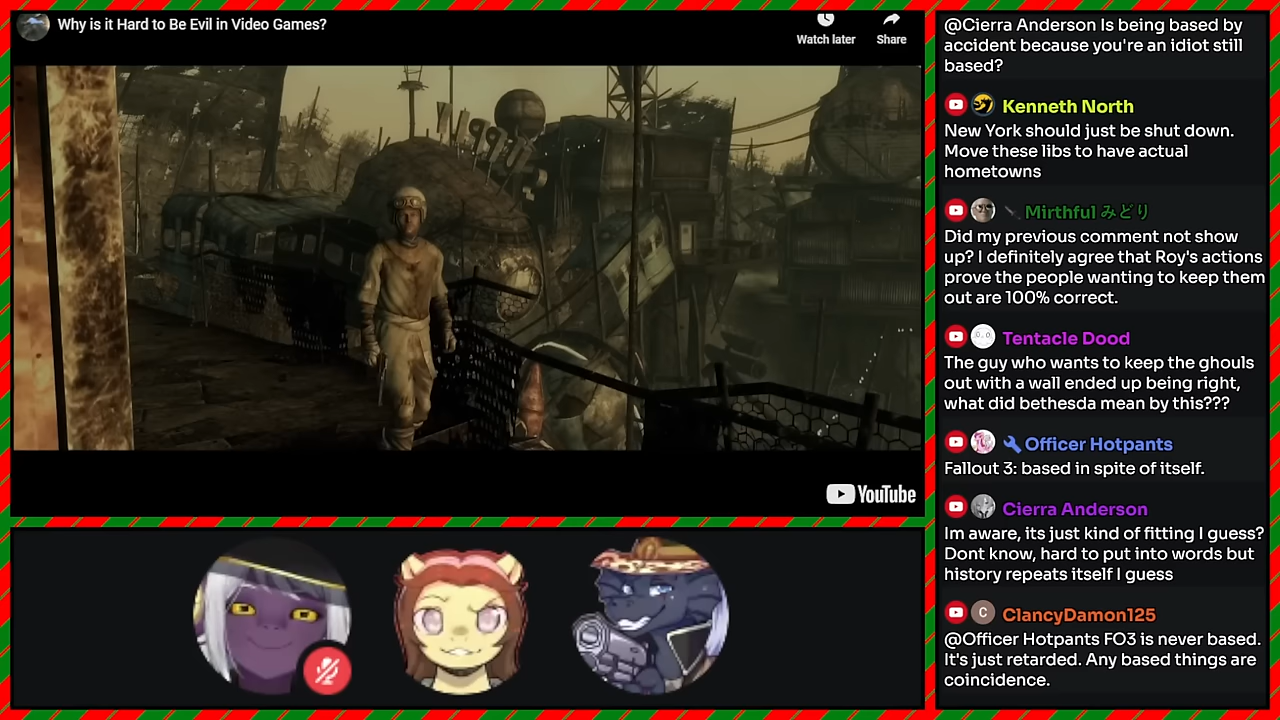 Why is it Hard to Be Evil in Video Games?
Watch later
Share
SUPPLY
YouTube
@Cierra Anderson Is being based by
accident because you're an idiot still
based?
Kenneth North
New York should just be shut down.
Move these libs to have actual
hometowns
Mirthful みどり
Did my previous comment not show
up? I definitely agree that Roy's actions
prove the people wanting to keep them
out are 100% correct.
Tentacle Dood
The guy who wants to keep the ghouls
out with a wall ended up being right,
what did bethesda mean by this???
Officer Hotpants
Fallout 3: based in spite of itself.
Cierra Anderson
Im aware, its just kind of fitting I guess?
Dont know, hard to put into words but
history repeats itself I guess
C
ClancyDamon125
@Officer Hotpants FO3 is never based.
It's just retarded. Any based things are
coincidence.